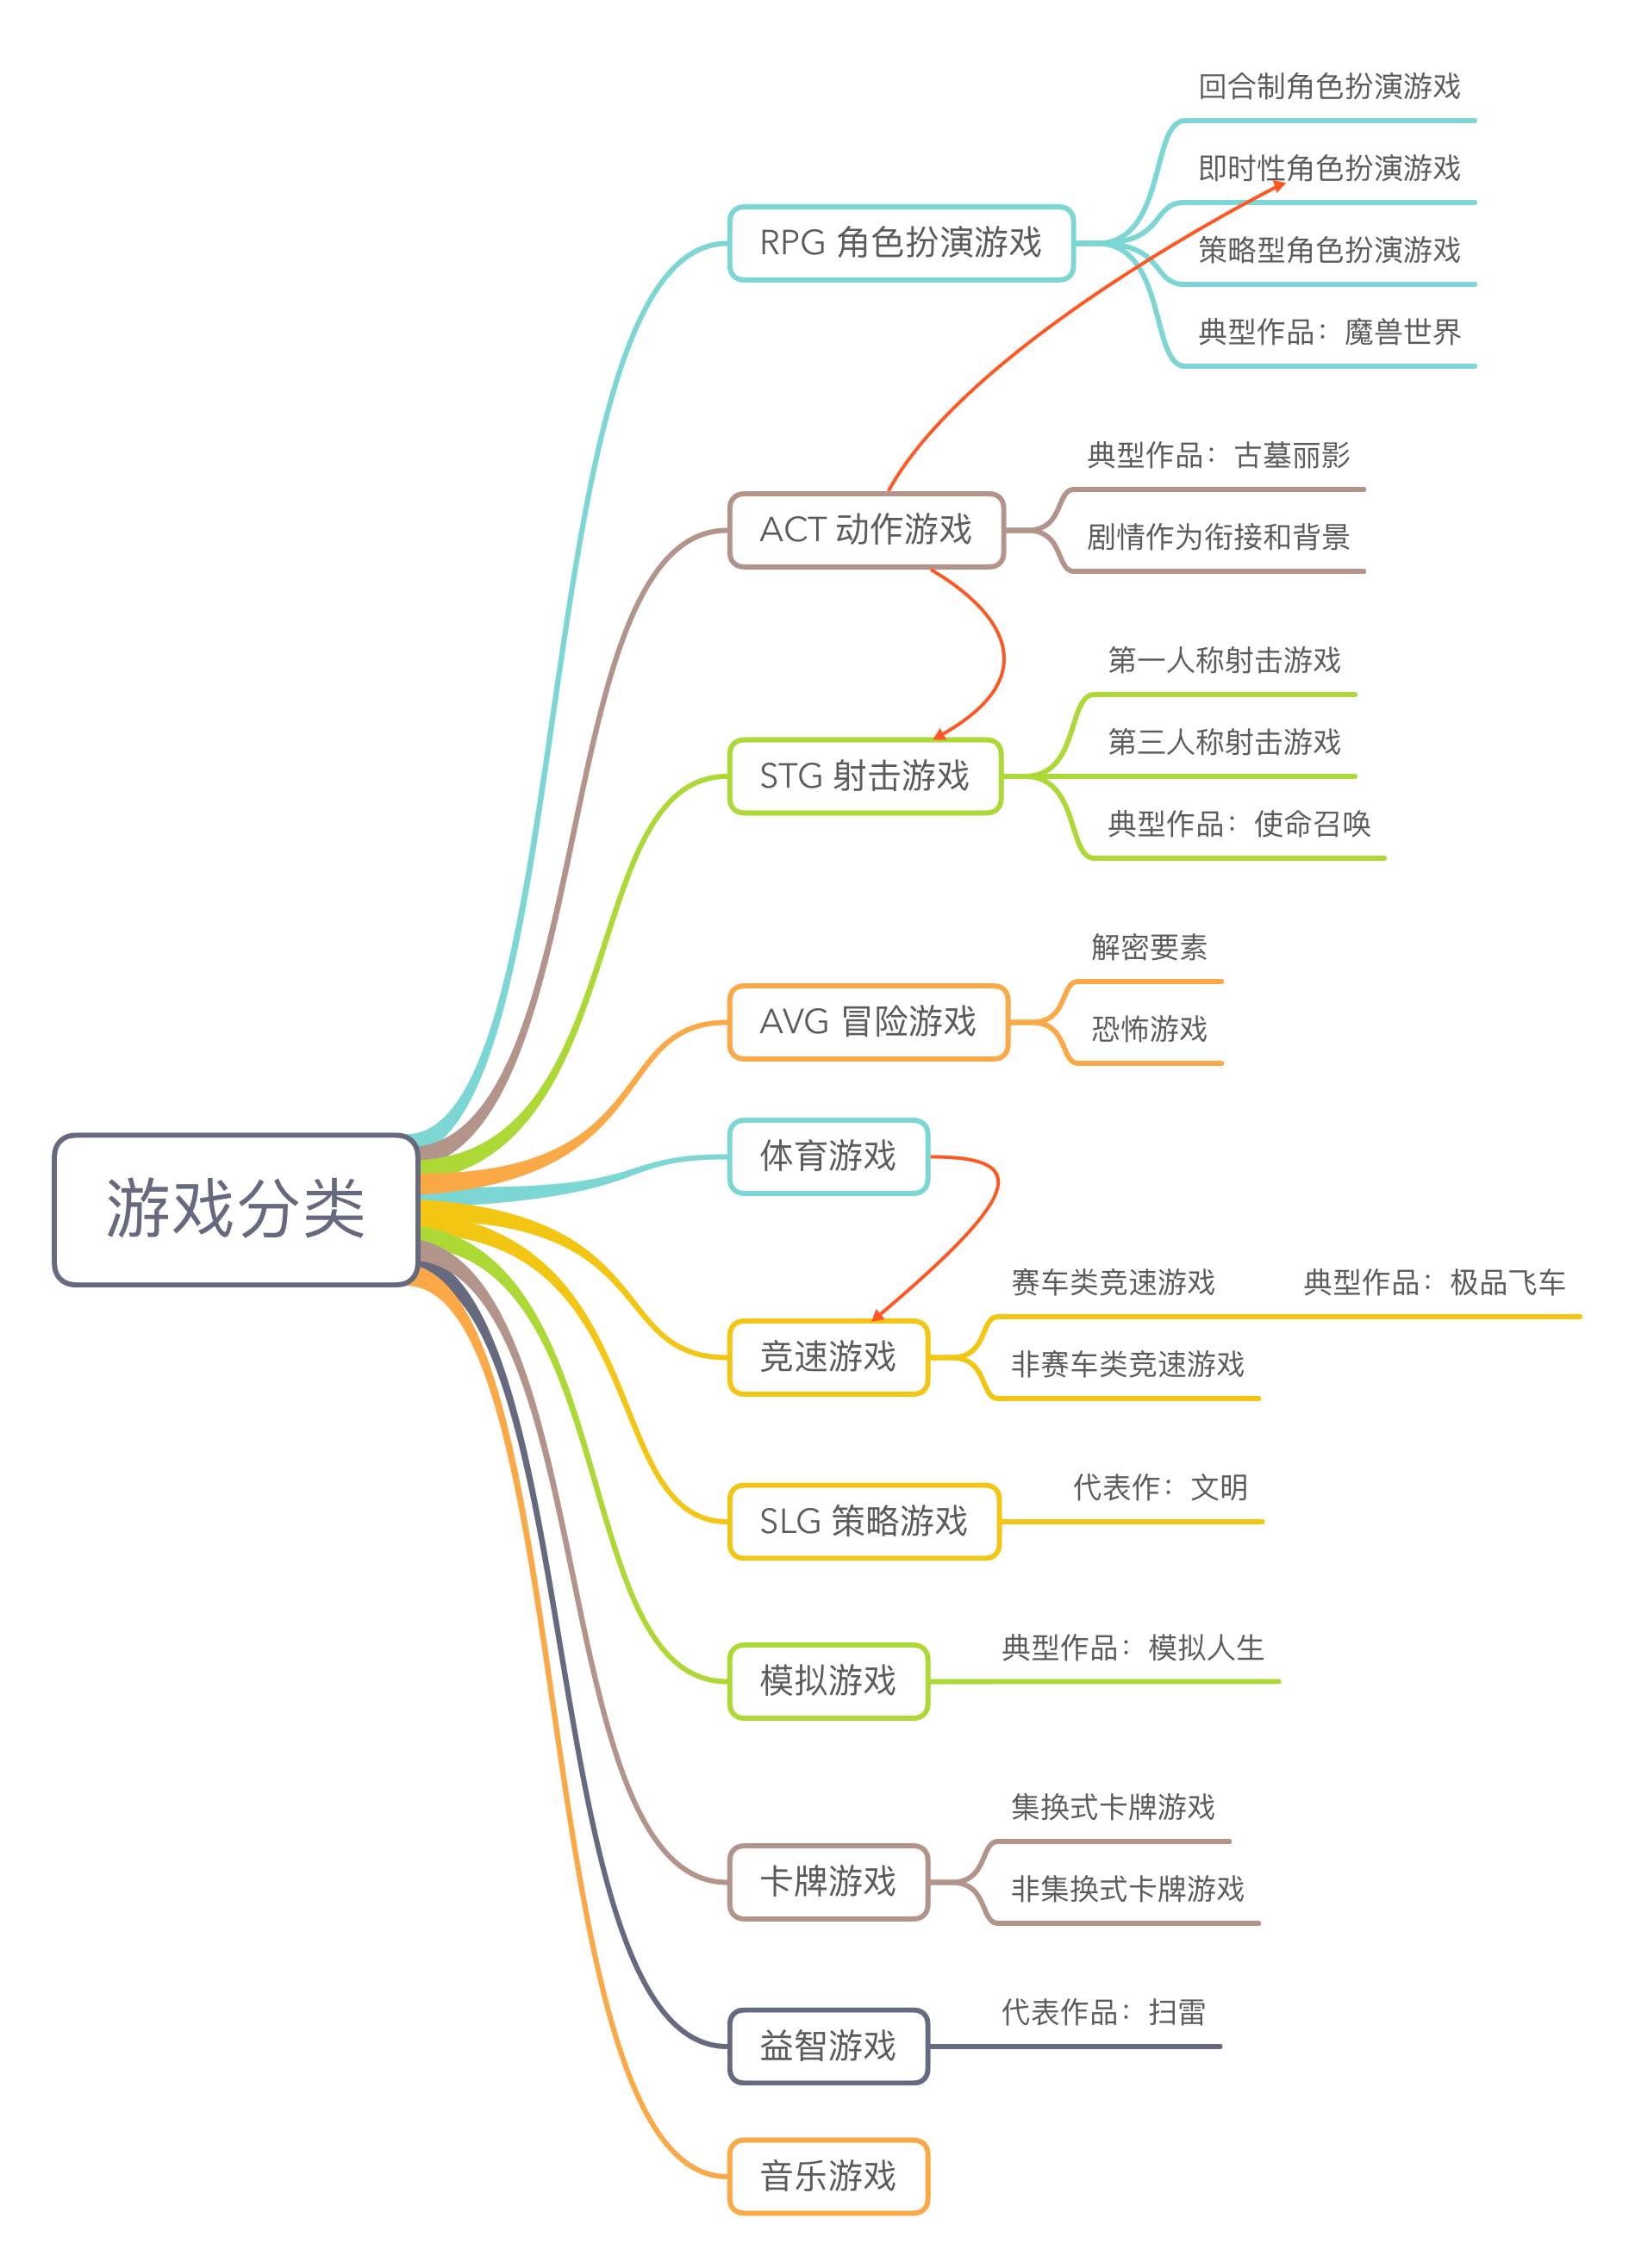 游戏分类
RPG 角色扮演游戏
回合制角色扮演游戏
即时性角色扮演游戏
策略型角色扮演游戏
典型作品：魔兽世界
ACT 动作游戏
典型作品：古墓丽影
剧情作为衔接和背景
STG 射击游戏
第一人称射击游戏
第三人称射击游戏
典型作品：使命召唤
AVG 冒险游戏
解密要素
恐怖游戏
体育游戏
竞速游戏
赛车类竞速游戏
典型作品：极品飞车
非赛车类竞速游戏
SLG 策略游戏
代表作：文明
模拟游戏
典型作品：模拟人生
卡牌游戏
集换式卡牌游戏
非集换式卡牌游戏
益智游戏
代表作品：扫雷
音乐游戏